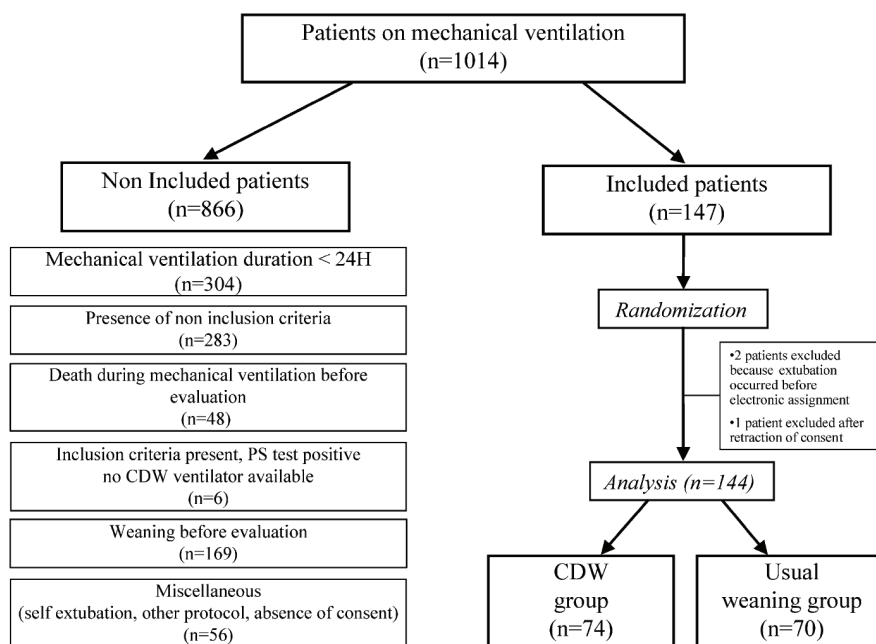 Patients on mechanical ventilation
(n=1014)
Non Included patients
(n=866)
Mechanical ventilation duration < 24H
(n=304)
Presence of non inclusion criteria
(n=283)
Death during mechanical ventilation before
evaluation
(n=48)
Inclusion criteria present, PS test positive
no CDW ventilator available
(n=6)
Weaning before evaluation
(n=169)
Miscellaneous
(self extubation, other protocol, absence of consent)
(n=56)
Included patients
(n=147)
Randomization
•2 patients excluded
because extubation
occurred before
electronic assignment
•1 patient excluded after
retraction of consent
Analysis (n=144)
CDW
group
(n=74)
Usual
weaning group
(n=70)